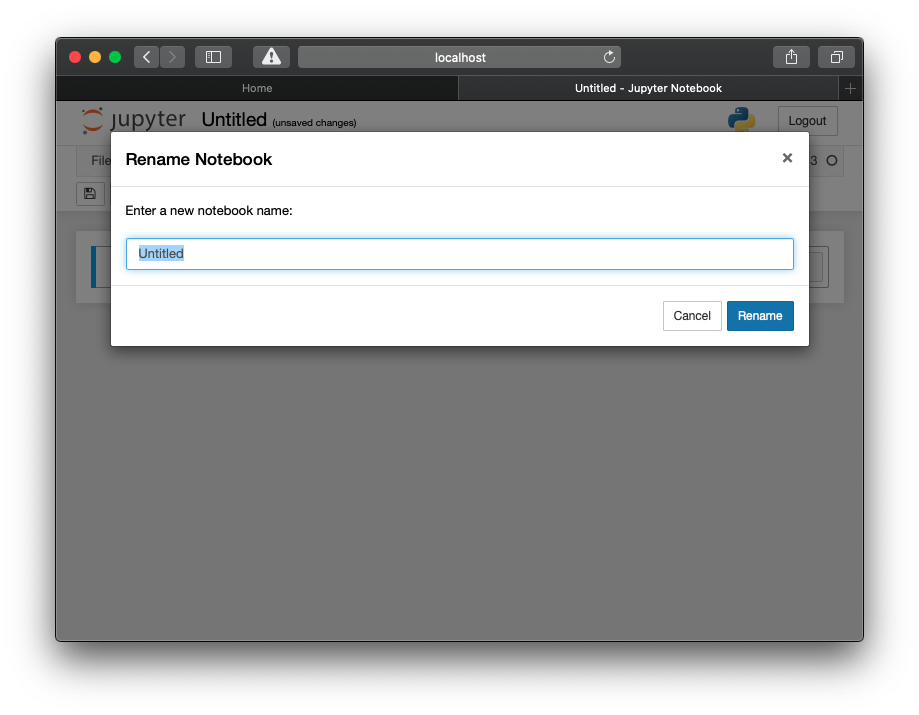 localhost
Home
Untitled - Jupyter Notebook
jupyter Untitled (unsaved changes)
Logout
Rename Notebook
File
3
Enter a new notebook name:
Untitled
Cancel
Rename